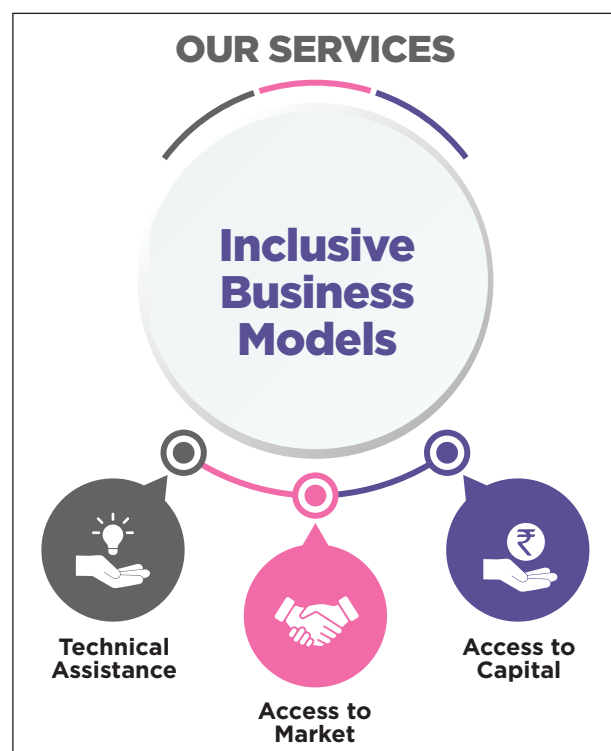 OUR SERVICES
Inclusive
Business
Models
₹
Technical
Assistance
Access to
Market
Access to
Capital